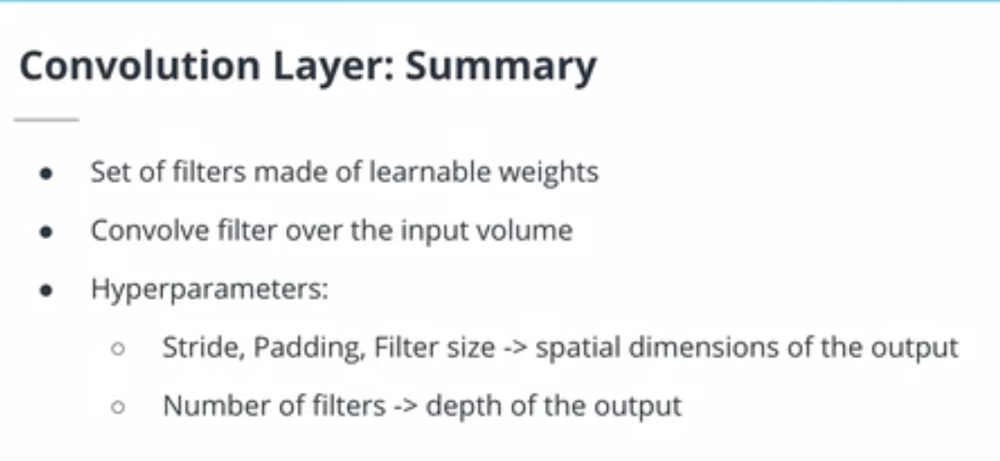 Convolution Layer: Summary
● Set of filters made of learnable weights
● Convolve filter over the input volume
● Hyperparameters:
○ Stride, Padding, Filter size -> spatial dimensions of the output
○ Number of filters -> depth of the output